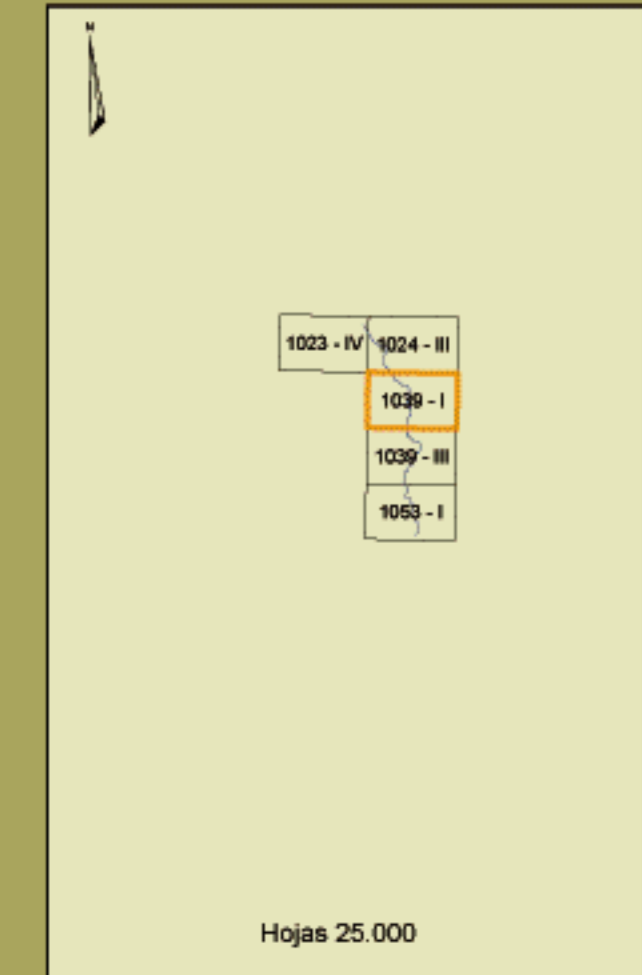 N
1023 - IV 1024 - III
1039 - I
1039 - III
1053 - I
Hojas 25.000